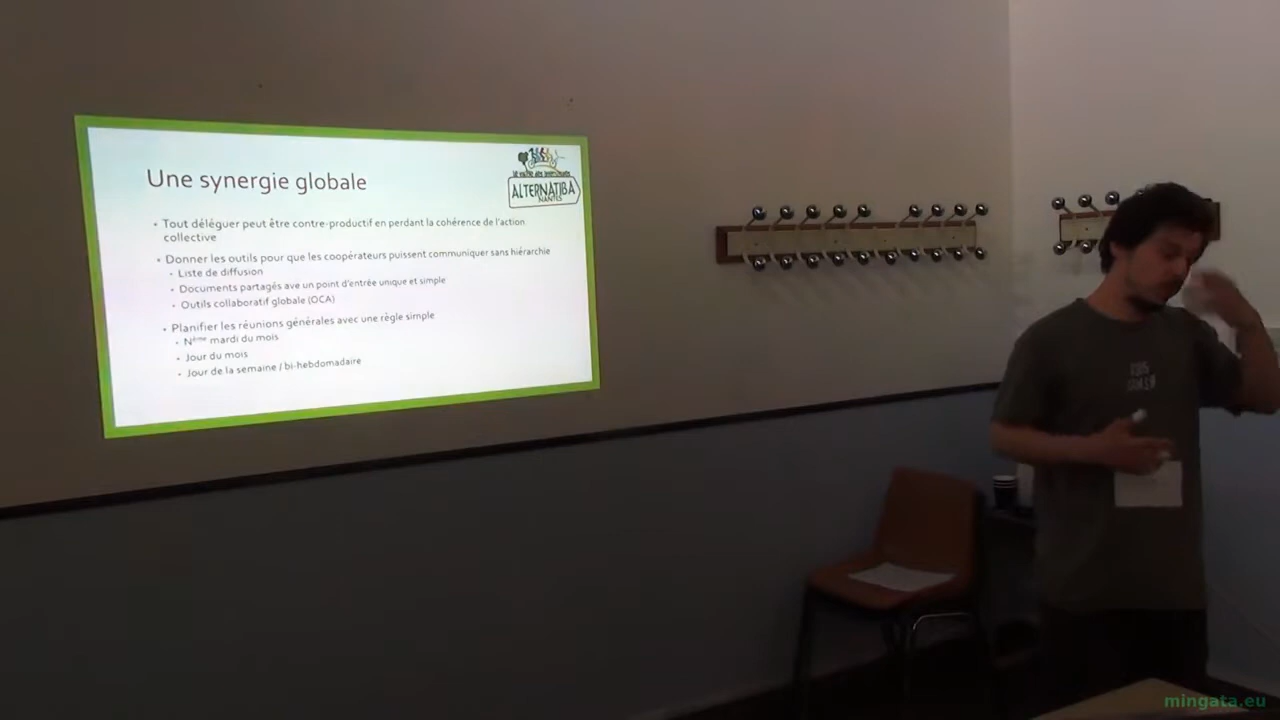 Une synergie globale
ALTERNATIBA
NANTES
• Tout déléguer peut être contre-productif en perdant la cohérence de l'action
collective
• Donner les outils pour que les coopérateurs puissent communiquer sans hiérarchie
• Liste de diffusion
• Documents partagés ave un point d'entrée unique et simple
• Outils collaboratif globale (OCA)
• Planifier les réunions générales avec une règle simple
• Nème mardi du mois
• Jour du mois
• Jour de la semaine / bi-hebdomadaire
mingata.eu